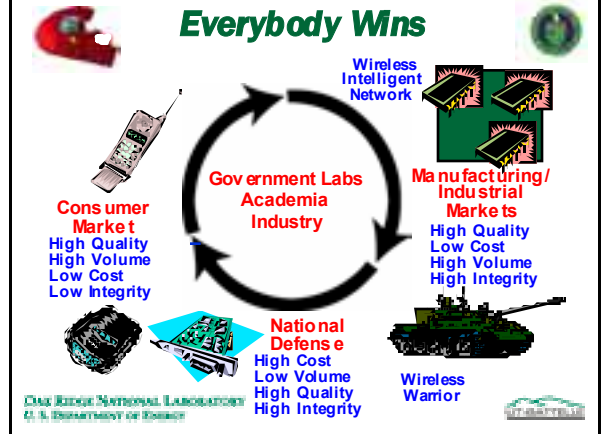 Everybody Wins
Wireless
Intelligent
Network
Government Labs
Academia
Industry
Manufacturing/
Industrial
Markets
High Quality
Low Cost
High Volume
High Integrity
Consumer
Market
High Quality
High Volume
Low Cost
Low Integrity
National
Defense
High Cost
Low Volume
High Quality
High Integrity
Wireless
Warrior
OAK RIDGE NATIONAL LABORATORY
U. S. DEPARTMENT OF ENERGY
UT-BATTELLE